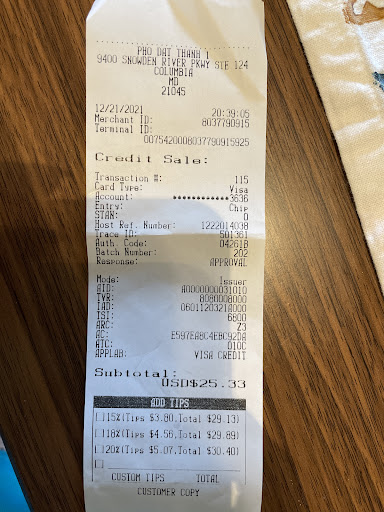 PHO DAT THANH 1
9400 SNOWDEN RIVER PKWY STE 124
COLUMBIA
MD
21045
12/21/2021 20:39:05
Merchant ID: 8037790915
Terminal ID:
0075420008037790915925
Credit Sale:
Transaction #: 115
Card Type: Visa
Account: ●●●●●●●●●●●●3636
Entry: Chip
STAN: 0
Host Ref. Number: 1222014008
Trace ID: 501361
Auth. Code: 04261B
Batch Number: 202
Response: APPROVAL
Mode: Issuer
AID: A0000000031010
TVR: 8080008000
IAD: 0601120321A000
TSI: 6800
ARC: Z3
AC: E597EA8C4EBC92DA
ATC: 010C
APPLAB: VISA CREDIT
Subtotal:
USD$25.33
ADD TIPS
15%(Tips $3.80,Total $29.13)
18%(Tips $4.56,Total $29.89)
20%(Tips $5.07,Total $30.40)
CUSTOM TIPS TOTAL
CUSTOMER COPY